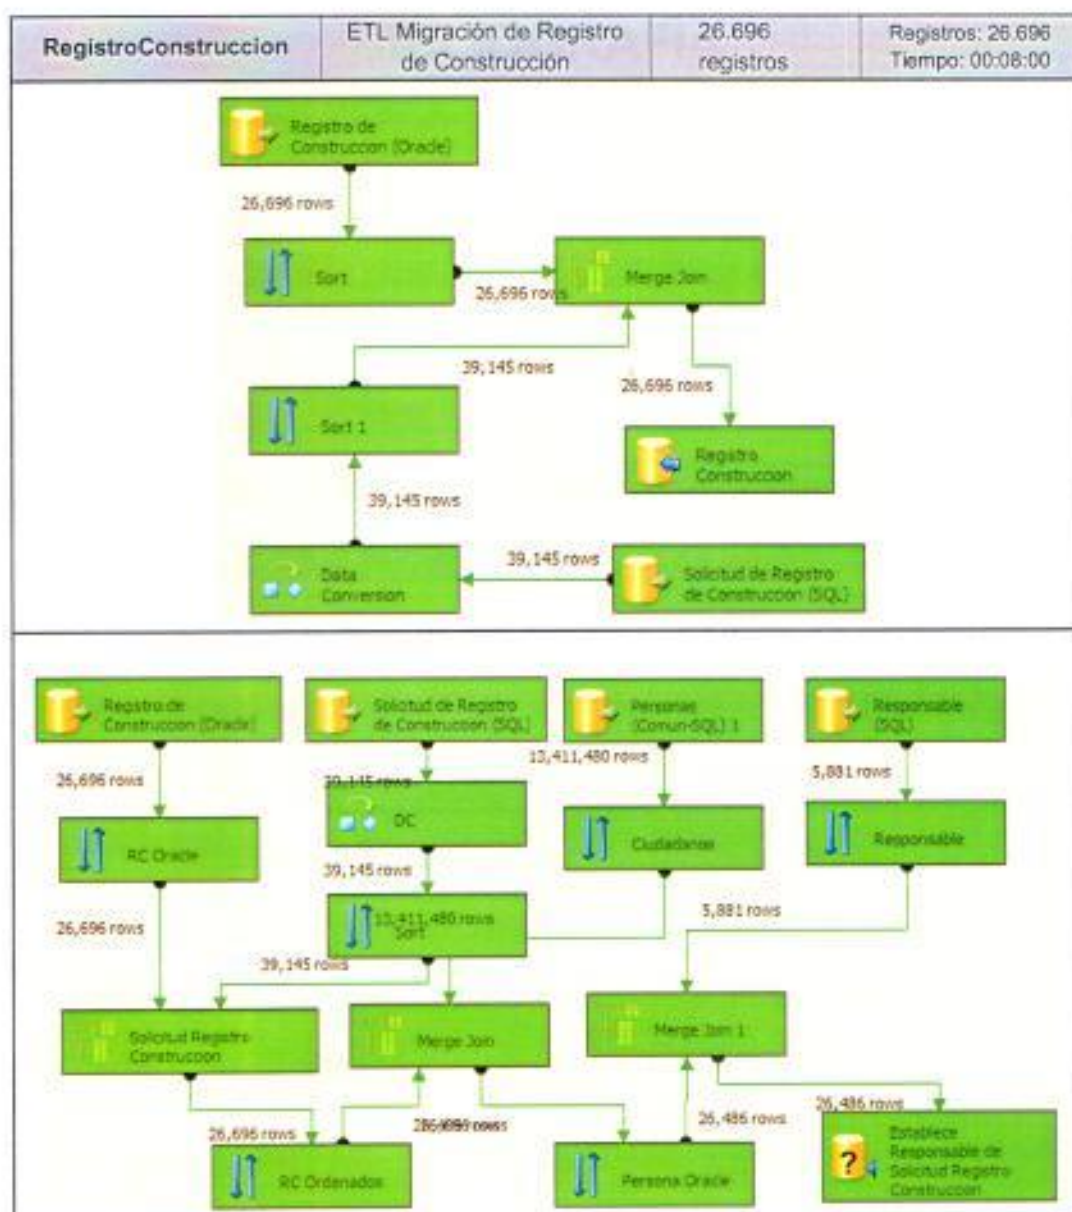 RegistroConstruccion
ETL Migración de Registro
de Construcción
26.696
registros
Registros: 26.696
Tiempo: 00:08:00
Registro de
Construccion (Oracle)
26,696 rows
Sort
26,696 rows
Merge Join
39,145 rows
26,696 rows
Sort 1
Registro
Construccion
39,145 rows
39,145 rows
Data
Conversion
Solicitud de Registro
de Construccion (SQL)
Registro de
Construccion (Oracle)
Solicitud de Registro
de Construccion (SQL)
Personas
(Comun-SQL) 1
Responsable
(SQL)
26,696 rows
39,145 rows
13,411,480 rows
5,881 rows
RC Oracle
DC
Ciudadanos
Responsable
39,145 rows
26,696 rows
13,411,480 rows
Sort
5,881 rows
39,145 rows
Solicitud Registro
Construccion
Merge Join
Merge Join 1
26,696 rows
26,486 rows
26,486 rows
RC Ordenados
Persona Oracle
Establece
Responsable de
Solicitud Registro
Construccion